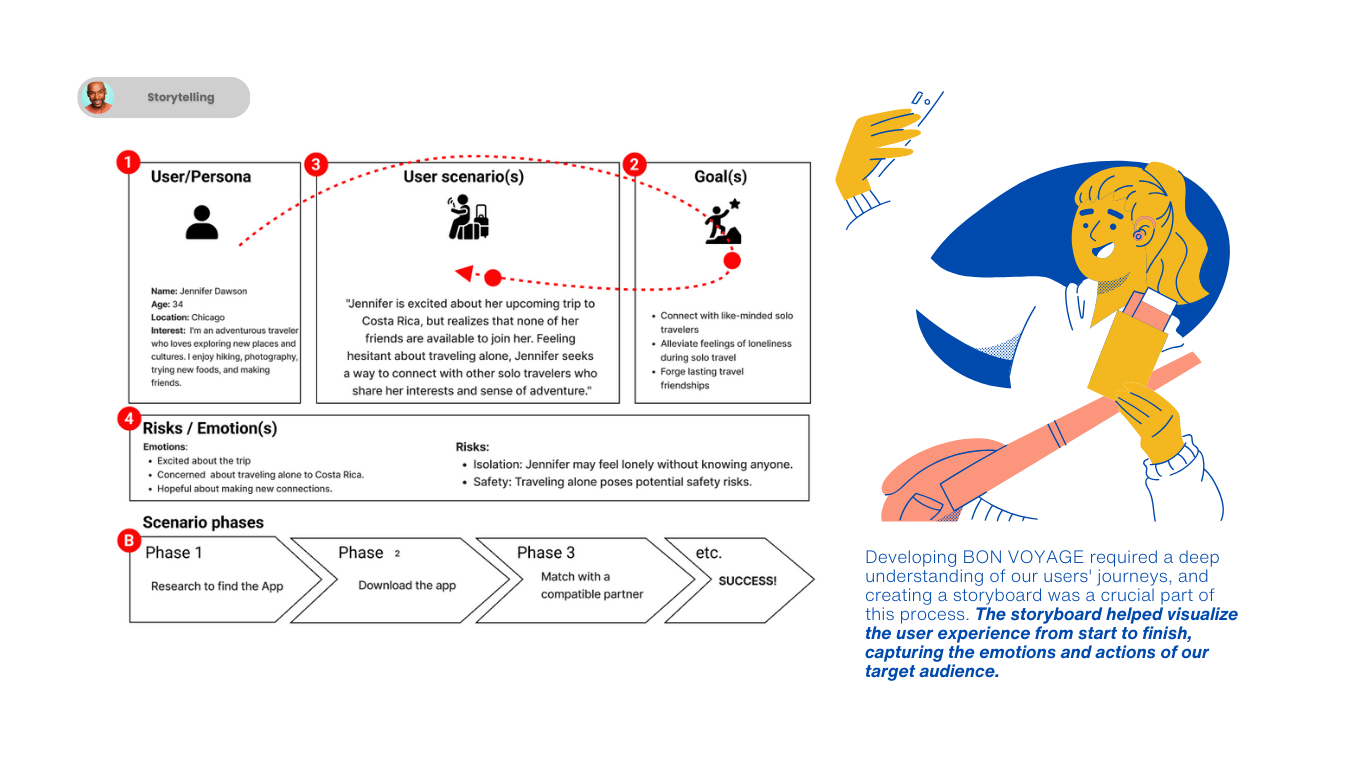 Storytelling
1
User/Persona
Name: Jennifer Dawson
Age: 34
Location: Chicago
Interest: I'm an adventurous traveler
who loves exploring new places and
cultures. I enjoy hiking, photography,
trying new foods, and making
friends.
3
User scenario(s)
"Jennifer is excited about her upcoming trip to
Costa Rica, but realizes that none of her
friends are available to join her. Feeling
hesitant about traveling alone, Jennifer seeks
a way to connect with other solo travelers who
share her interests and sense of adventure."
2
Goal(s)
• Connect with like-minded solo
travelers
• Alleviate feelings of loneliness
during solo travel
• Forge lasting travel
friendships
4
Risks / Emotion(s)
Emotions:
• Excited about the trip
• Concerned about traveling alone to Costa Rica.
• Hopeful about making new connections.
Risks:
• Isolation: Jennifer may feel lonely without knowing anyone.
• Safety: Traveling alone poses potential safety risks.
Scenario phases
B
Phase 1
Research to find the App
Phase 2
Download the app
Phase 3
Match with a
compatible partner
etc.
SUCCESS!
Developing BON VOYAGE required a deep
understanding of our users' journeys, and
creating a storyboard was a crucial part of
this process. The storyboard helped visualize
the user experience from start to finish,
capturing the emotions and actions of our
target audience.